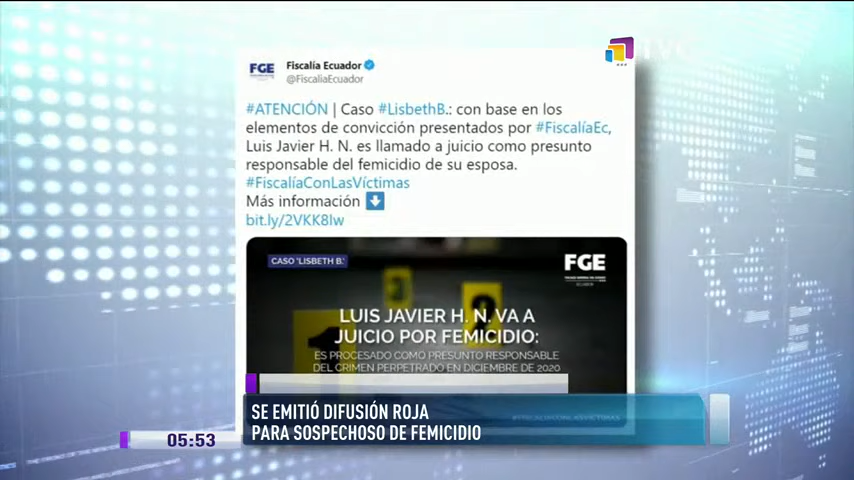 FGE
Fiscalía Ecuador
@FiscaliaEcuador
#ATENCIÓN | Caso #LisbethB.: con base en los
elementos de convicción presentados por #FiscalíaEc,
Luis Javier H. N. es llamado a juicio como presunto
responsable del femicidio de su esposa.
#FiscalíaConLasVíctimas
Más información
bit.ly/2VKK8lw
CASO 'LISBETH B.'
FGE
LUIS JAVIER H. N. VA A
JUICIO POR FEMICIDIO:
ES PROCESADO COMO PRESUNTO RESPONSABLE
DEL CRIMEN PERPETRADO EN DICIEMBRE DE 2020
SE EMITIÓ DIFUSIÓN ROJA
PARA SOSPECHOSO DE FEMICIDIO
05:53